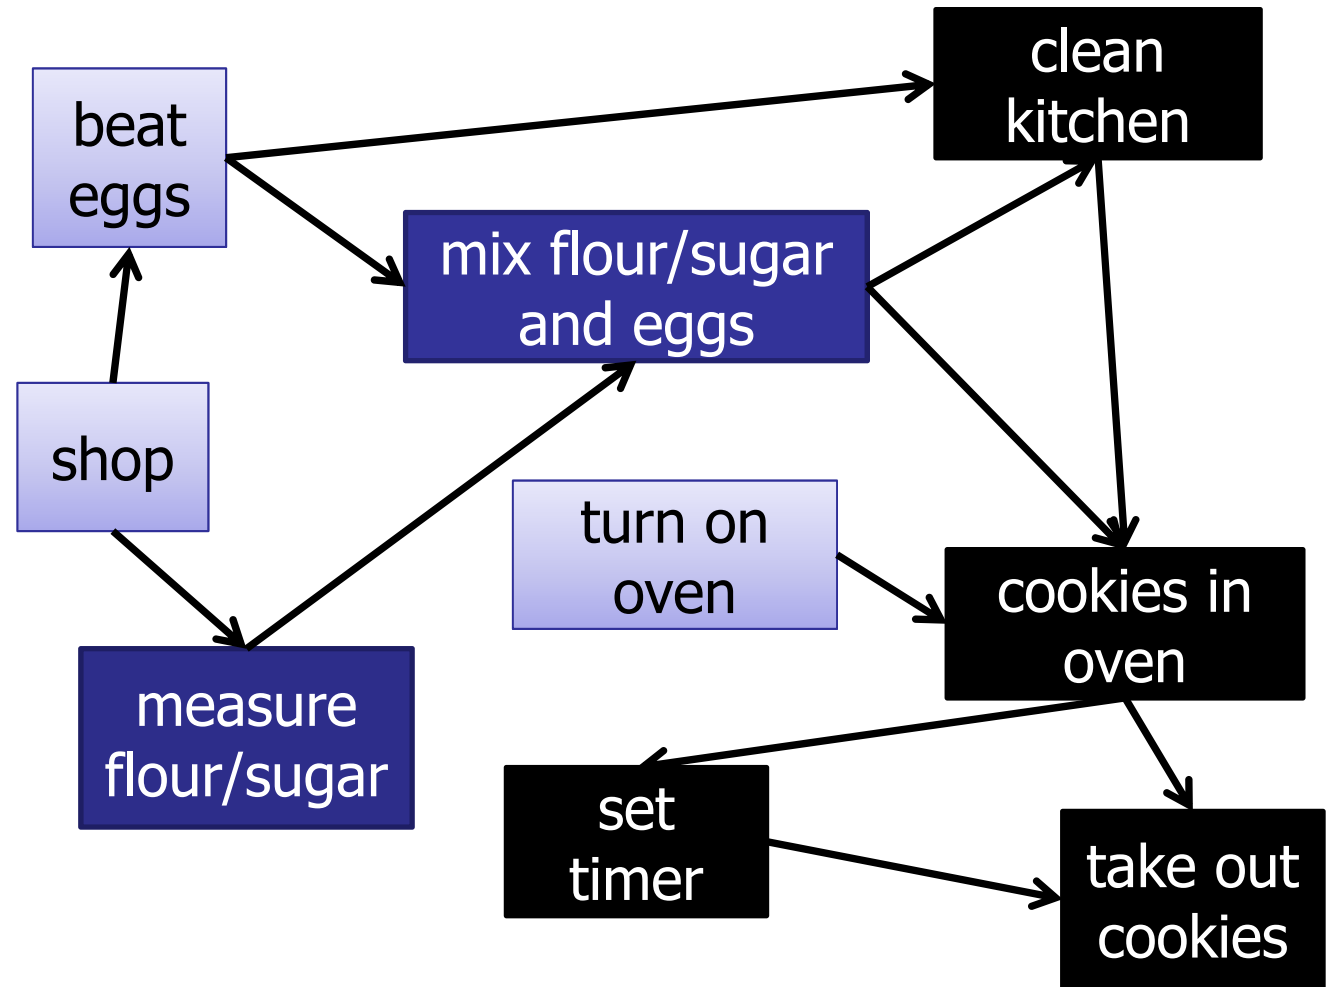 clean
kitchen
beat
eggs
mix flour/sugar
and eggs
shop
turn on
oven
cookies in
oven
measure
flour/sugar
set
timer
take out
cookies